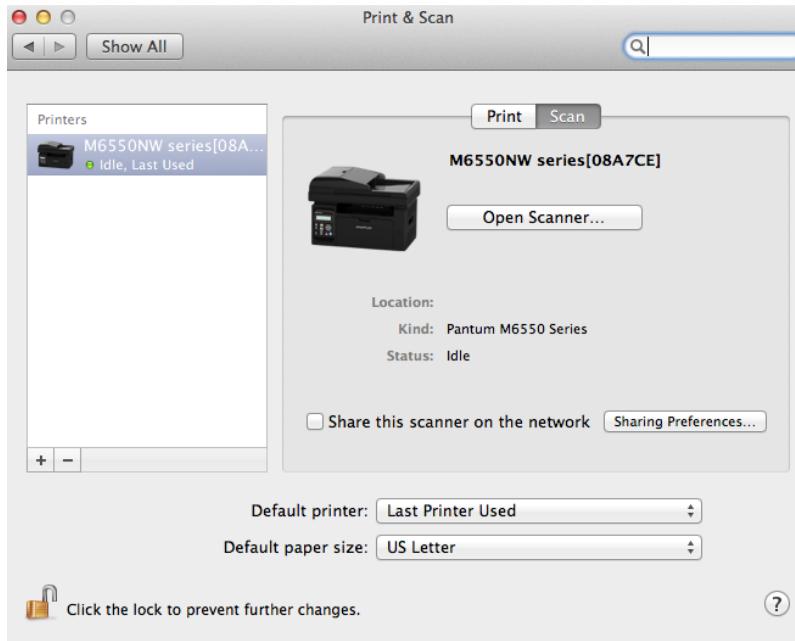 Print & Scan
Show All
Printers
M6550NW series[08A...
Idle, Last Used
Print Scan
M6550NW series[08A7CE]
Open Scanner...
Location:
Kind: Pantum M6550 Series
Status: Idle
Share this scanner on the network Sharing Preferences...
+ −
Default printer: Last Printer Used
Default paper size: US Letter
Click the lock to prevent further changes. ?